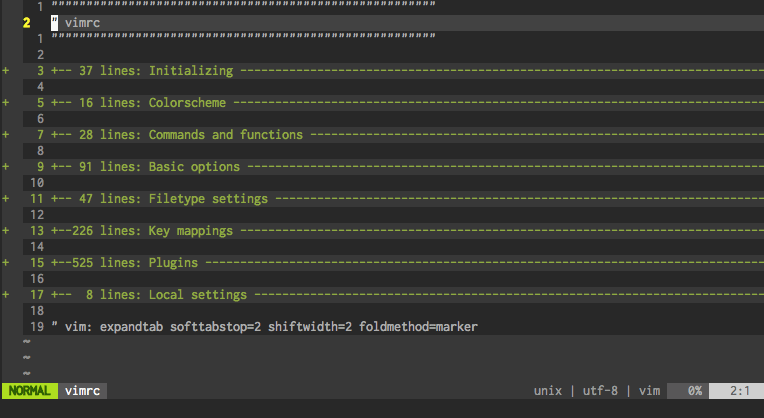 1 """""""""""""""""""""""""""""""""""""""""""""""""""""""
2 " vimrc
1 """""""""""""""""""""""""""""""""""""""""""""""""""""""
2
+ 3 +-- 37 lines: Initializing ---------------------------------------------------------------------------
4
+ 5 +-- 16 lines: Colorscheme ----------------------------------------------------------------------------
6
+ 7 +-- 28 lines: Commands and functions -----------------------------------------------------------------
8
+ 9 +-- 91 lines: Basic options --------------------------------------------------------------------------
10
+ 11 +-- 47 lines: Filetype settings ----------------------------------------------------------------------
12
+ 13 +--226 lines: Key mappings ---------------------------------------------------------------------------
14
+ 15 +--525 lines: Plugins --------------------------------------------------------------------------------
16
+ 17 +--  8 lines: Local settings -------------------------------------------------------------------------
18
19 " vim: expandtab softtabstop=2 shiftwidth=2 foldmethod=marker
~
~
~
NORMAL vimrc unix | utf-8 | vim 0% 2:1